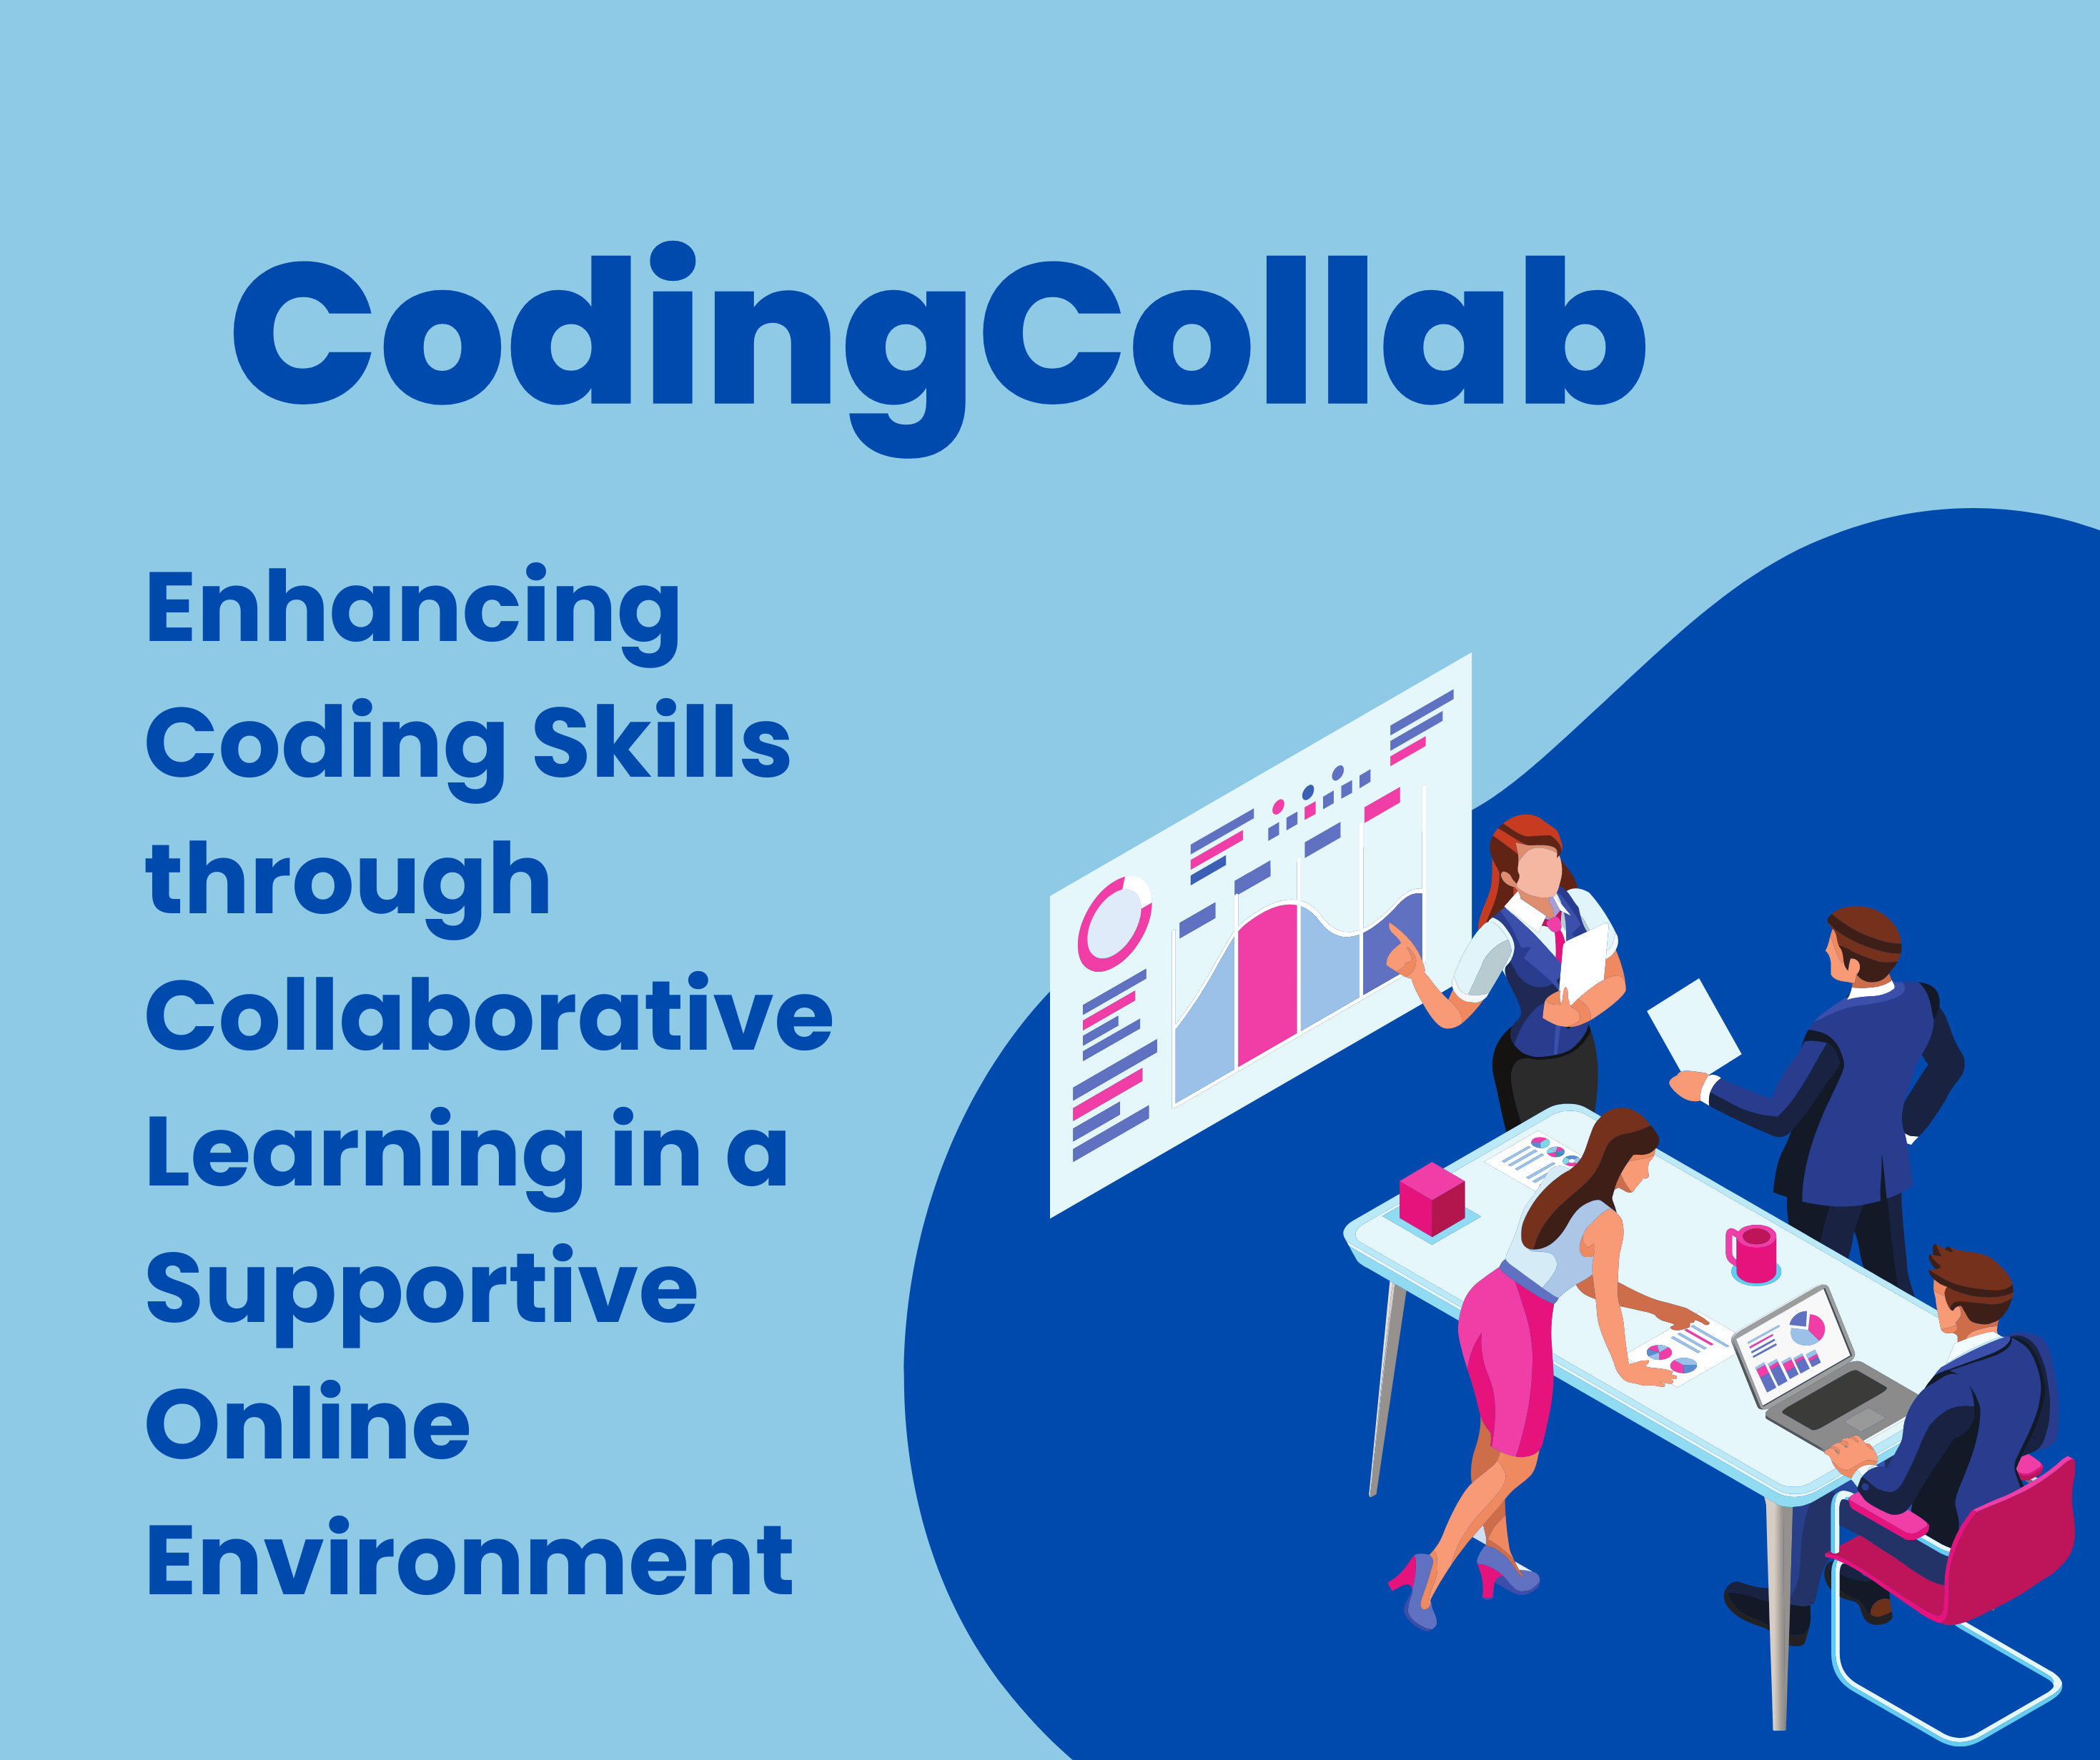 CodingCollab
Enhancing
Coding Skills
through
Collaborative
Learning in a
Supportive
Online
Environment